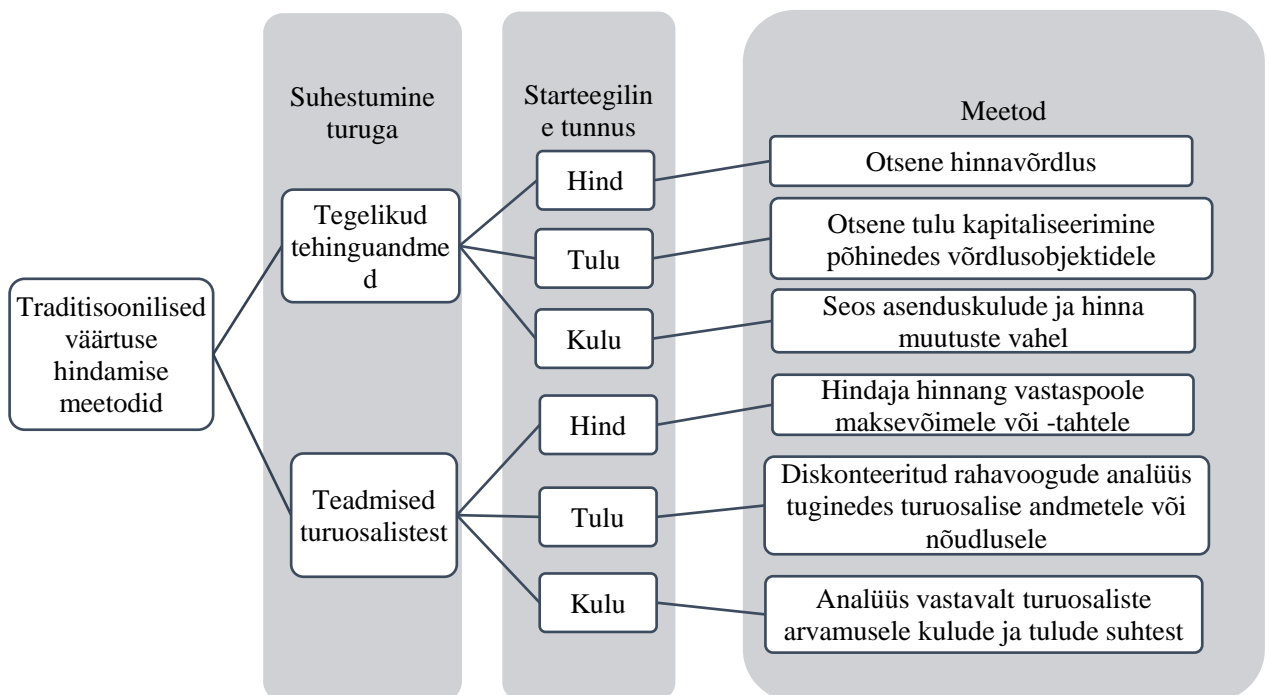 Suhestumine
turuga
Starteegilin
e tunnus
Meetod
Traditisoonilised
väärtuse
hindamise
meetodid
Tegelikud
tehinguandme
d
Hind
Otsene hinnavõrdlus
Tulu
Otsene tulu kapitaliseerimine
põhinedes võrdlusobjektidele
Kulu
Seos asenduskulude ja hinna
muutuste vahel
Teadmised
turuosalistest
Hind
Hindaja hinnang vastaspoole
maksevõimele või -tahtele
Tulu
Diskonteeritud rahavoogude analüüs
tuginedes turuosalise andmetele või
nõudlusele
Kulu
Analüüs vastavalt turuosaliste
arvamusele kulude ja tulude suhtest